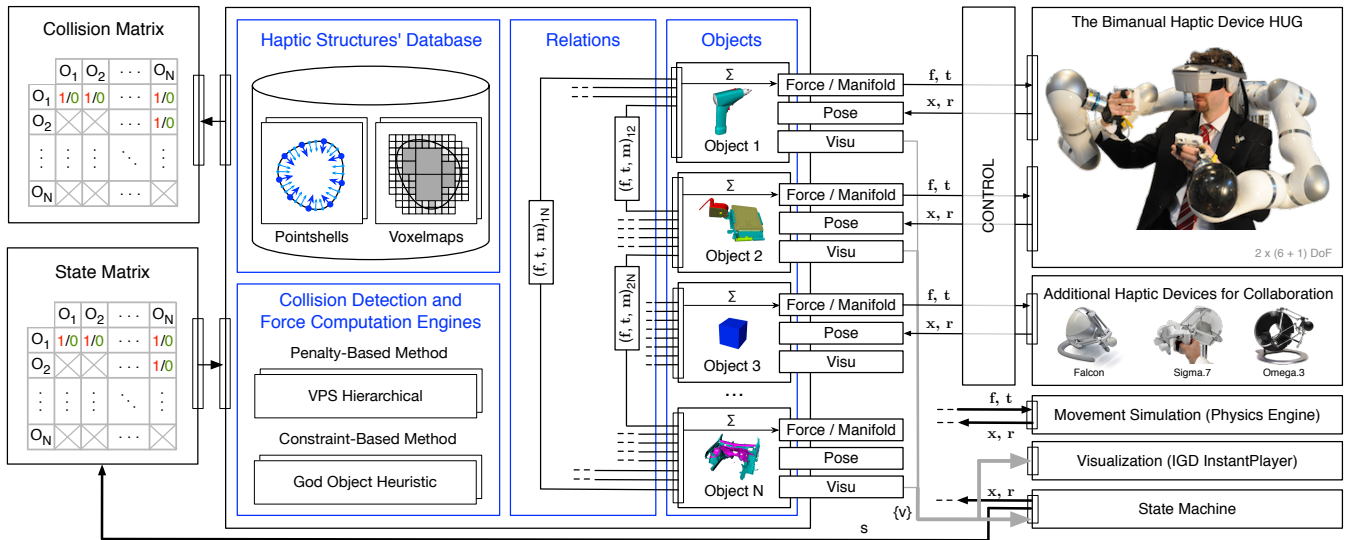 Collision Matrix
O1 O2 · · · ON
O1 1/0 1/0 · · · 1/0
O2 · · · 1/0
⋮ ⋮ ⋱ ⋮
ON · · ·
State Matrix
O1 O2 · · · ON
O1 1/0 1/0 · · · 1/0
O2 · · · 1/0
⋮ ⋮ ⋱ ⋮
ON · · ·
Haptic Structures' Database
Pointshells
Voxelmaps
Collision Detection and
Force Computation Engines
Penalty-Based Method
VPS Hierarchical
Constraint-Based Method
God Object Heuristic
Relations
(f, t, m)1N
(f, t, m)12
(f, t, m)2N
Objects
Σ
Object 1
Force / Manifold
Pose
Visu
Σ
Object 2
Force / Manifold
Pose
Visu
Σ
Object 3
Force / Manifold
Pose
Visu
...
Σ
Object N
Force / Manifold
Pose
Visu
{v}
s
f, t
x, r
f, t
x, r
f, t
x, r
CONTROL
The Bimanual Haptic Device HUG
2 x (6 + 1) DoF
Additional Haptic Devices for Collaboration
Falcon
Sigma.7
Omega.3
f, t
x, r
Movement Simulation (Physics Engine)
Visualization (IGD InstantPlayer)
x, r
State Machine